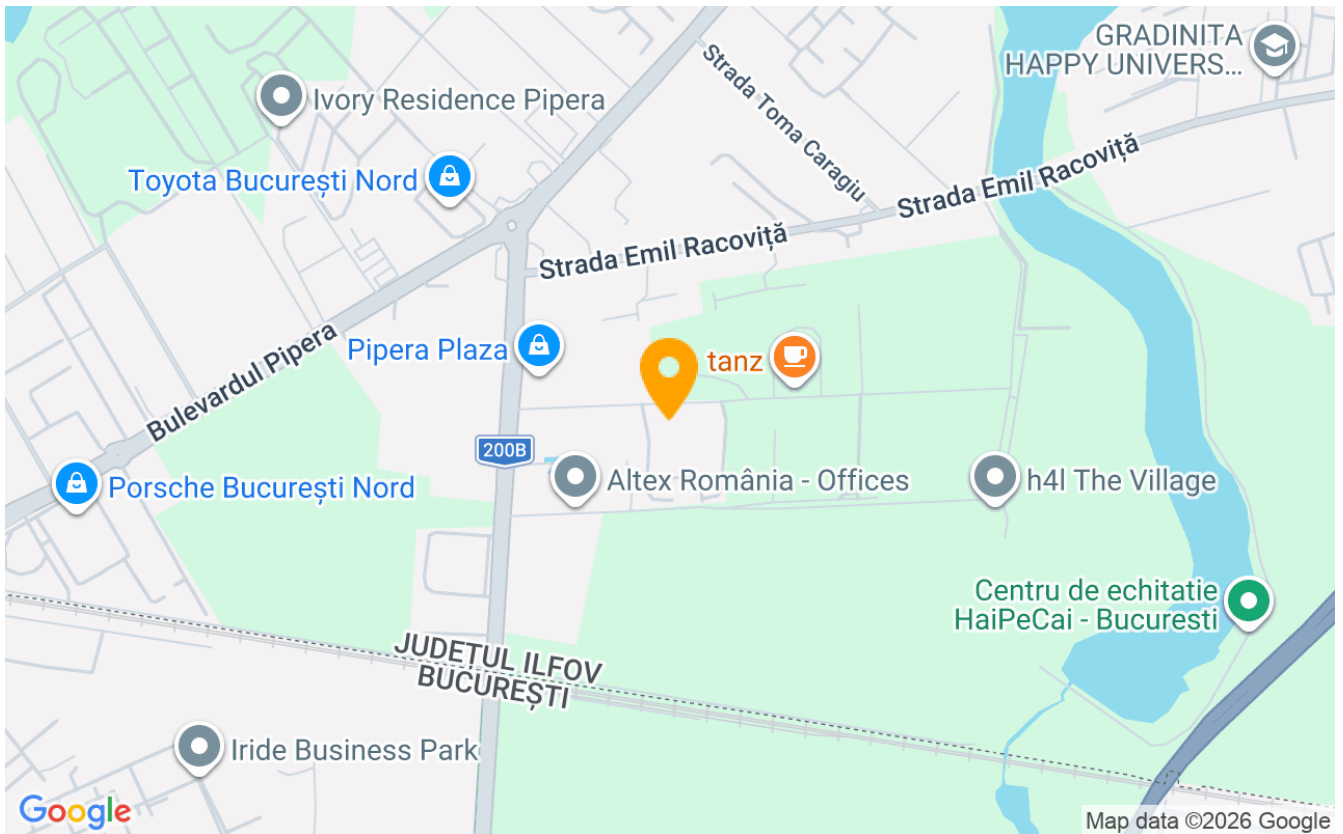 GRADINITA
HAPPY UNIVERS...
Strada Toma Caragiu
Ivory Residence Pipera
Strada Emil Racoviță
Toyota București Nord
Strada Emil Racoviță
Bulevardul Pipera
Pipera Plaza
tanz
200B
Altex România - Offices
h4l The Village
Porsche București Nord
Centru de echitatie
HaiPeCai - Bucuresti
JUDEȚUL ILFOV
BUCUREȘTI
Iride Business Park
Google
Map data ©2026 Google